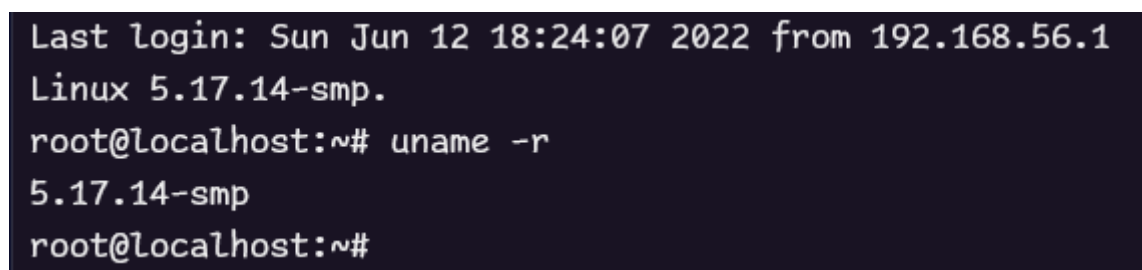 Last login: Sun Jun 12 18:24:07 2022 from 192.168.56.1
Linux 5.17.14-smp.
root@localhost:~# uname -r
5.17.14-smp
root@localhost:~#